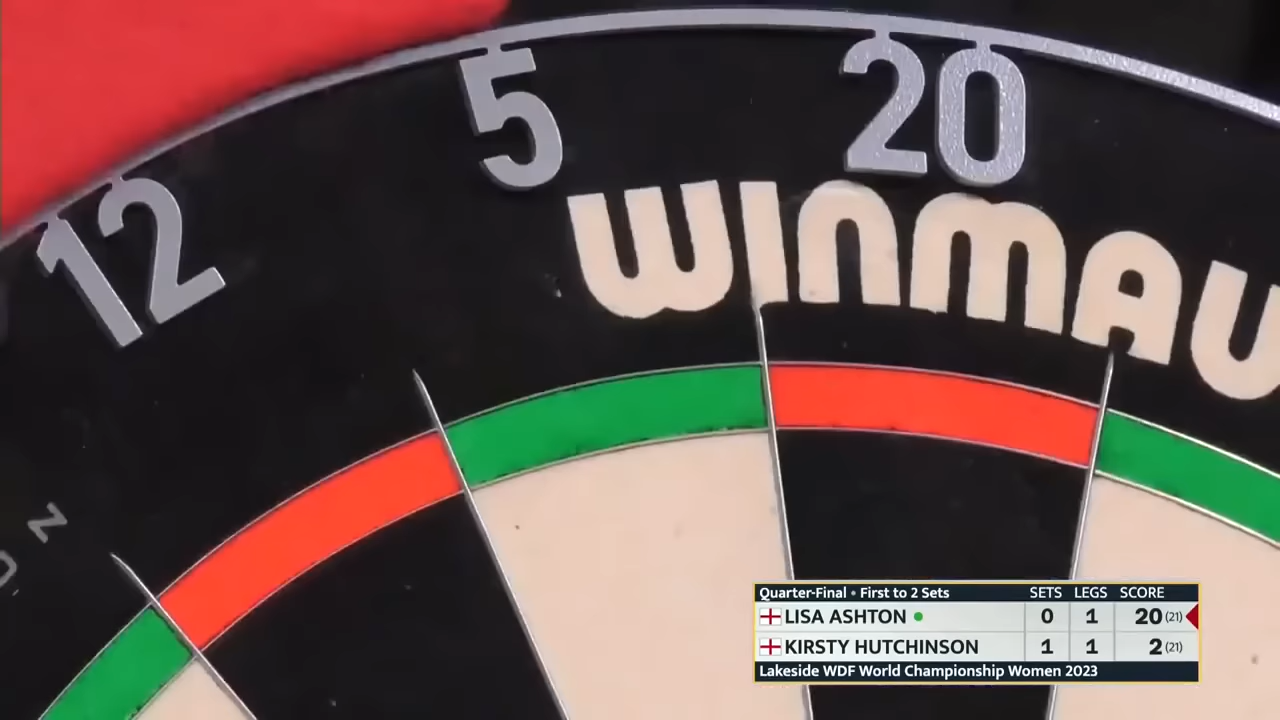 5
20
12
WINMAU
ON
Quarter-Final • First to 2 Sets SETS LEGS SCORE
LISA ASHTON 0 1 20 (21)
KIRSTY HUTCHINSON 1 1 2 (21)
Lakeside WDF World Championship Women 2023